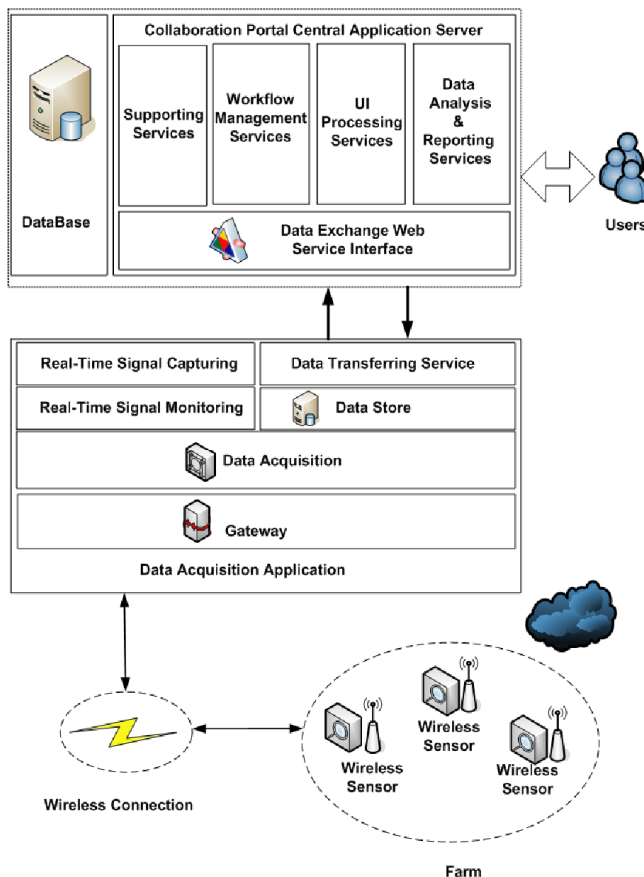 Collaboration Portal Central Application Server
DataBase
Supporting
Services
Workflow
Management
Services
UI
Processing
Services
Data
Analysis
&
Reporting
Services
Data Exchange Web
Service Interface
Users
Real-Time Signal Capturing
Data Transferring Service
Real-Time Signal Monitoring
Data Store
Data Acquisition
Gateway
Data Acquisition Application
Wireless
Sensor
Wireless
Sensor
Wireless
Sensor
Wireless Connection
Farm